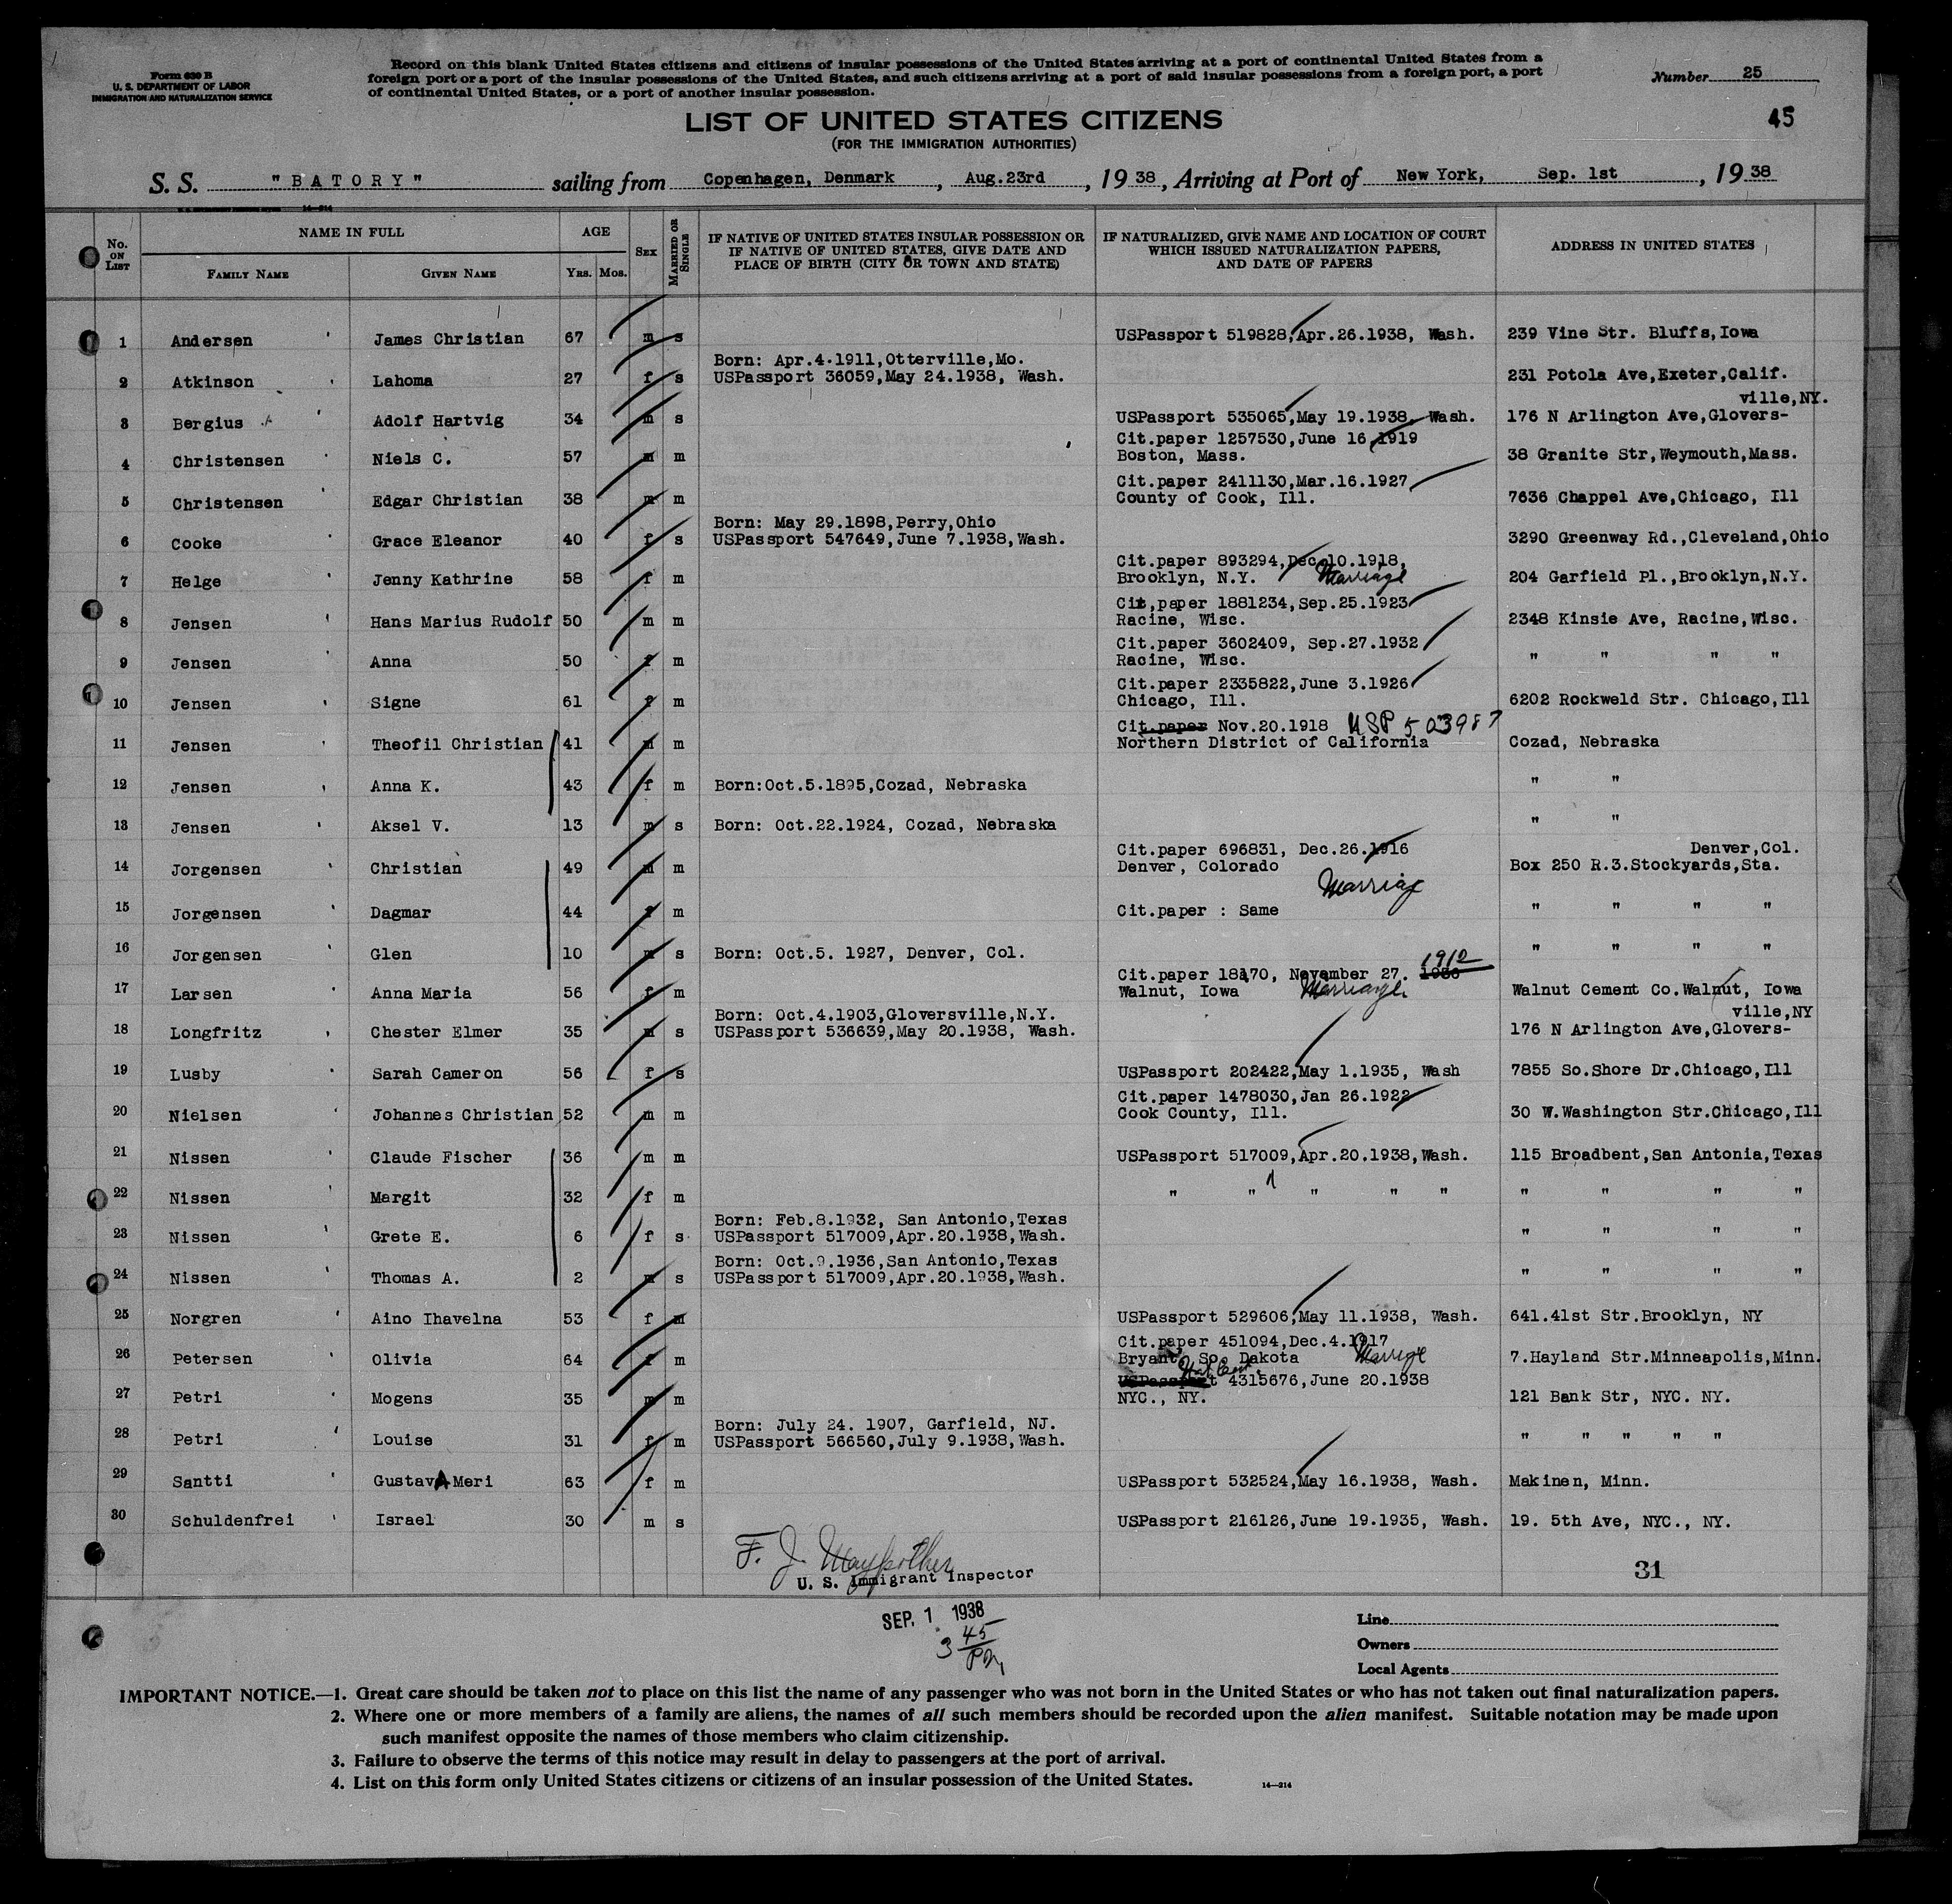 Form 630 B
U. S. DEPARTMENT OF LABOR
IMMIGRATION AND NATURALIZATION SERVICE
Record on this blank United States citizens and citizens of insular possessions of the United States arriving at a port of continental United States from a
foreign port or a port of the insular possessions of the United States, and such citizens arriving at a port of said insular possessions from a foreign port, a port
of continental United States, or a port of another insular possession.
Number 25
45
LIST OF UNITED STATES CITIZENS
(FOR THE IMMIGRATION AUTHORITIES)
S. S. "BATORY" sailing from Copenhagen, Denmark, Aug.23rd, 1938, Arriving at Port of New York, Sep. 1st, 1938
14—214
No. ON LIST
NAME IN FULL
FAMILY NAME
GIVEN NAME
AGE
YRS. MOS.
SEX
MARRIED OR SINGLE
IF NATIVE OF UNITED STATES INSULAR POSSESSION OR
IF NATIVE OF UNITED STATES, GIVE DATE AND
PLACE OF BIRTH (CITY OR TOWN AND STATE)
IF NATURALIZED, GIVE NAME AND LOCATION OF COURT
WHICH ISSUED NATURALIZATION PAPERS,
AND DATE OF PAPERS
ADDRESS IN UNITED STATES
1 Andersen James Christian 67 m s USPassport 519828,Apr.26.1938, Wash. 239 Vine Str. Bluffs,Iowa
Born: Apr.4.1911,Otterville,Mo.
2 Atkinson Lahoma 27 f s USPassport 36059,May 24.1938, Wash. 231 Potola Ave,Exeter,Calif.
ville,NY.
3 Bergius Adolf Hartvig 34 m s USPassport 535065,May 19.1938, Wash. 176 N Arlington Ave,Glovers-
Cit.paper 1257530,June 16,1919
4 Christensen Niels C. 57 m m Boston, Mass. 38 Granite Str,Weymouth,Mass.
Cit.paper 2411130,Mar.16.1927,
5 Christensen Edgar Christian 38 m m County of Cook, Ill. 7636 Chappel Ave,Chicago, Ill
Born: May 29.1898,Perry,Ohio
6 Cooke Grace Eleanor 40 f s USPassport 547649,June 7.1938,Wash. 3290 Greenway Rd.,Cleveland,Ohio
Cit.paper 893294,Dec.10.1918,
7 Helge Jenny Kathrine 58 f m Brooklyn, N.Y. Marriage 204 Garfield Pl.,Brooklyn,N.Y.
Cit,paper 1881234,Sep.25.1923
8 Jensen Hans Marius Rudolf 50 m m Racine, Wisc. 2348 Kinsie Ave, Racine,Wisc.
Cit.paper 3602409, Sep.27.1932
9 Jensen Anna 50 f m Racine, Wisc. " " " "
Cit.paper 2335822,June 3.1926
10 Jensen Signe 61 f m Chicago, Ill. 6202 Rockweld Str. Chicago,Ill
Cit.paper Nov.20.1918 USP 503987
11 Jensen Theofil Christian 41 m m Northern District of California Cozad, Nebraska
12 Jensen Anna K. 43 f m Born:Oct.5.1895,Cozad, Nebraska " "
13 Jensen Aksel V. 13 m s Born: Oct.22.1924, Cozad, Nebraska " "
Cit.paper 696831, Dec.26.1916 Denver,Col.
14 Jorgensen Christian 49 m m Denver, Colorado Box 250 R.3.Stockyards,Sta.
Marriage
15 Jorgensen Dagmar 44 f m Cit.paper : Same " " " "
16 Jorgensen Glen 10 m s Born: Oct.5. 1927, Denver, Col. " " " "
1912
Cit.paper 18170, November 27. 1936
17 Larsen Anna Maria 56 f m Walnut, Iowa Marriage Walnut Cement Co.Walnut, Iowa
Born: Oct.4.1903,Gloversville,N.Y. ville,NY
18 Longfritz Chester Elmer 35 m s USPassport 536639,May 20.1938, Wash. 176 N Arlington Ave,Glovers-
19 Lusby Sarah Cameron 56 f s USPassport 202422,May 1.1935, Wash 7855 So.Shore Dr.Chicago,Ill
Cit.paper 1478030,Jan 26.1922
20 Nielsen Johannes Christian 52 m m Cook County, Ill. 30 W.Washington Str.Chicago,Ill
21 Nissen Claude Fischer 36 m m USPassport 517009,Apr.20.1938,Wash. 115 Broadbent,San Antonia,Texas
22 Nissen Margit 32 f m " " " " " " " " "
Born: Feb.8.1932, San Antonio,Texas
23 Nissen Grete E. 6 f s USPassport 517009,Apr.20.1938,Wash. " " " "
Born: Oct.9.1936,San Antonio,Texas
24 Nissen Thomas A. 2 m s USPassport 517009,Apr.20.1938,Wash. " " " "
25 Norgren Aino Ihavelna 53 f m USPassport 529606,May 11.1938, Wash. 641.41st Str.Brooklyn, NY
Cit.paper 451094,Dec.4.1917
26 Petersen Olivia 64 f m Bryant, So. Dakota Marriage 7.Hayland Str.Minneapolis,Minn.
USPassport 4315676,June 20.1938
27 Petri Mogens 35 m m NYC., NY. 121 Bank Str, NYC. NY.
Born: July 24. 1907, Garfield, NJ.
28 Petri Louise 31 f m USPassport 566560,July 9.1938,Wash. " " " " "
29 Santti GustavA Meri 63 f m USPassport 532524,May 16.1938, Wash. Makinen, Minn.
30 Schuldenfrei Israel 30 m s USPassport 216126,June 19.1935, Wash. 19. 5th Ave, NYC., NY.
F. J.
U. S. Immigrant Inspector
31
SEP. 1 1938
3 45 PM
Line
Owners
Local Agents
IMPORTANT NOTICE.—1. Great care should be taken not to place on this list the name of any passenger who was not born in the United States or who has not taken out final naturalization papers.
2. Where one or more members of a family are aliens, the names of all such members should be recorded upon the alien manifest. Suitable notation may be made upon
such manifest opposite the names of those members who claim citizenship.
3. Failure to observe the terms of this notice may result in delay to passengers at the port of arrival.
4. List on this form only United States citizens or citizens of an insular possession of the United States.
14—214